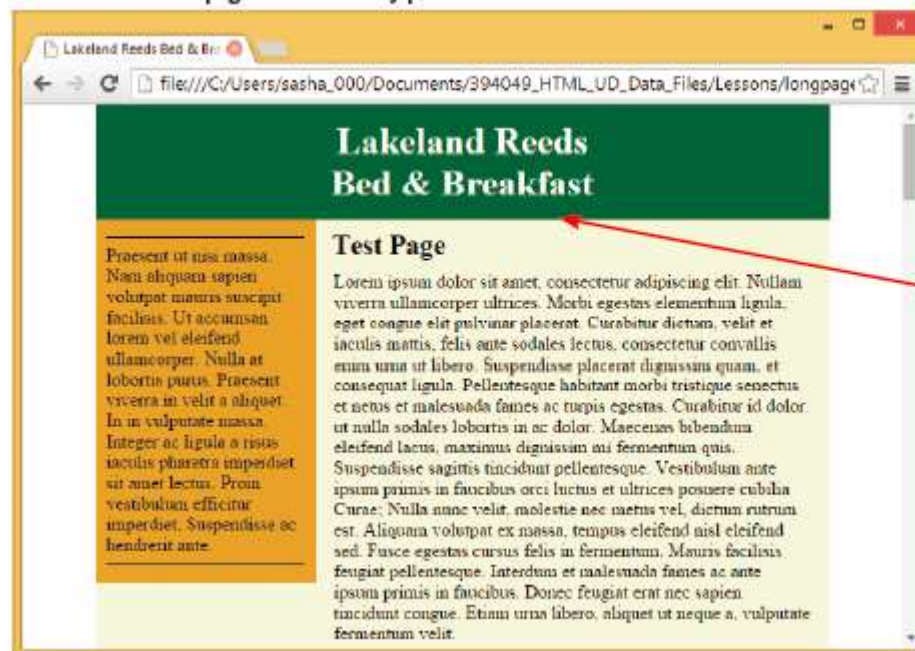 Lakeland Reeds Bed & Bre
file:///C:/Users/sasha_000/Documents/394049_HTML_UD_Data_Files/Lessons/longpage
Lakeland Reeds
Bed & Breakfast
Praesent ut nisi massa.
Nam aliquam sapien
volutpat mauris suscipit
facilisis. Ut accumsan
lorem vel eleifend
ullamcorper. Nulla at
lobortis purus. Praesent
viverra in velit a aliquet.
In in vulputate massa.
Integer ac ligula a risus
iaculis pharetra imperdiet
sit amet lectus. Proin
vestibulum efficitur
imperdiet. Suspendisse ac
hendrerit ante.
Test Page
Lorem ipsum dolor sit amet, consectetur adipiscing elit. Nullam
viverra ullamcorper ultrices. Morbi egestas elementum ligula,
eget congue elit pulvinar placerat. Curabitur dictum, velit et
iaculis mattis, felis ante sodales lectus, consectetur convallis
enim urna ut libero. Suspendisse placerat dignissim quam, et
consequat ligula. Pellentesque habitant morbi tristique senectus
et netus et malesuada fames ac turpis egestas. Curabitur id dolor
ut nulla sodales lobortis in ac dolor. Maecenas bibendum
eleifend lacus, maximus dignissim mi fermentum quis.
Suspendisse sagittis tincidunt pellentesque. Vestibulum ante
ipsum primis in faucibus orci luctus et ultrices posuere cubilia
Curae; Nulla nunc velit, molestie nec metus vel, dictum rutrum
est. Aliquam volutpat ex massa, tempus eleifend nisl eleifend
sed. Fusce egestas cursus felis in fermentum. Mauris facilisis
feugiat pellentesque. Interdum et malesuada fames ac ante
ipsum primis in faucibus. Donec feugiat erat nec sapien
tincidunt congue. Etiam urna libero, aliquet ut neque a, vulputate
fermentum velit.